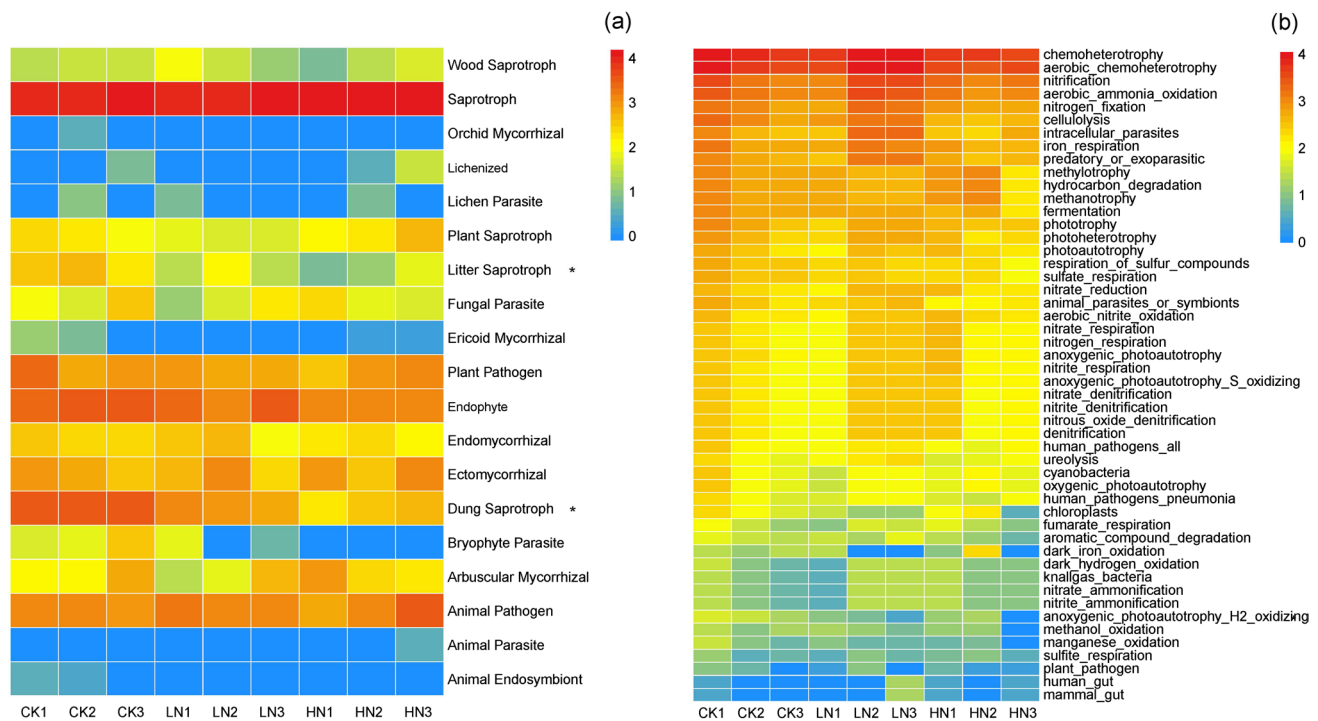 (a)
4
3
2
1
0
Wood Saprotroph
Saprotroph
Orchid Mycorrhizal
Lichenized
Lichen Parasite
Plant Saprotroph
Litter Saprotroph *
Fungal Parasite
Ericoid Mycorrhizal
Plant Pathogen
Endophyte
Endomycorrhizal
Ectomycorrhizal
Dung Saprotroph *
Bryophyte Parasite
Arbuscular Mycorrhizal
Animal Pathogen
Animal Parasite
Animal Endosymbiont
CK1 CK2 CK3 LN1 LN2 LN3 HN1 HN2 HN3
(b)
4
3
2
1
0
chemoheterotrophy
aerobic_chemoheterotrophy
nitrification
aerobic_ammonia_oxidation
nitrogen_fixation
cellulolysis
intracellular_parasites
iron_respiration
predatory_or_exoparasitic
methylotrophy
hydrocarbon_degradation
methanotrophy
fermentation
phototrophy
photoheterotrophy
photoautotrophy
respiration_of_sulfur_compounds
sulfate_respiration
nitrate_reduction
animal_parasites_or_symbionts
aerobic_nitrite_oxidation
nitrate_respiration
nitrogen_respiration
anoxygenic_photoautotrophy
nitrite_respiration
anoxygenic_photoautotrophy_S_oxidizing
nitrate_denitrification
nitrite_denitrification
nitrous_oxide_denitrification
denitrification
human_pathogens_all
ureolysis
cyanobacteria
oxygenic_photoautotrophy
human_pathogens_pneumonia
chloroplasts
fumarate_respiration
aromatic_compound_degradation
dark_iron_oxidation
dark_hydrogen_oxidation
knallgas_bacteria
nitrate_ammonification
nitrite_ammonification
anoxygenic_photoautotrophy_H2_oxidizing
methanol_oxidation
manganese_oxidation
sulfite_respiration
plant_pathogen
human_gut
mammal_gut
CK1 CK2 CK3 LN1 LN2 LN3 HN1 HN2 HN3